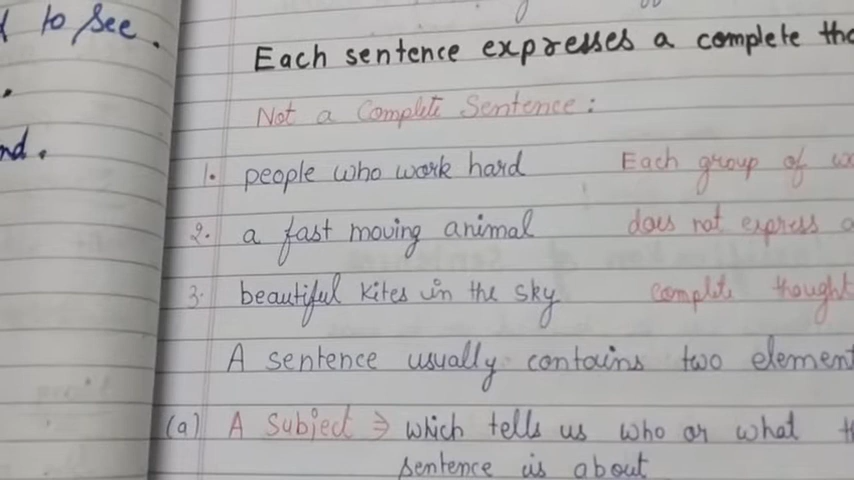 to see.
Each sentence expresses a complete
Not a Complete Sentence:
1. people who work hard Each group of
2. a fast moving animal does not express
3. beautiful kites in the sky complete thought
A sentence usually contains two element
(a) A Subject ⇒ which tells us who or what
sentence is about